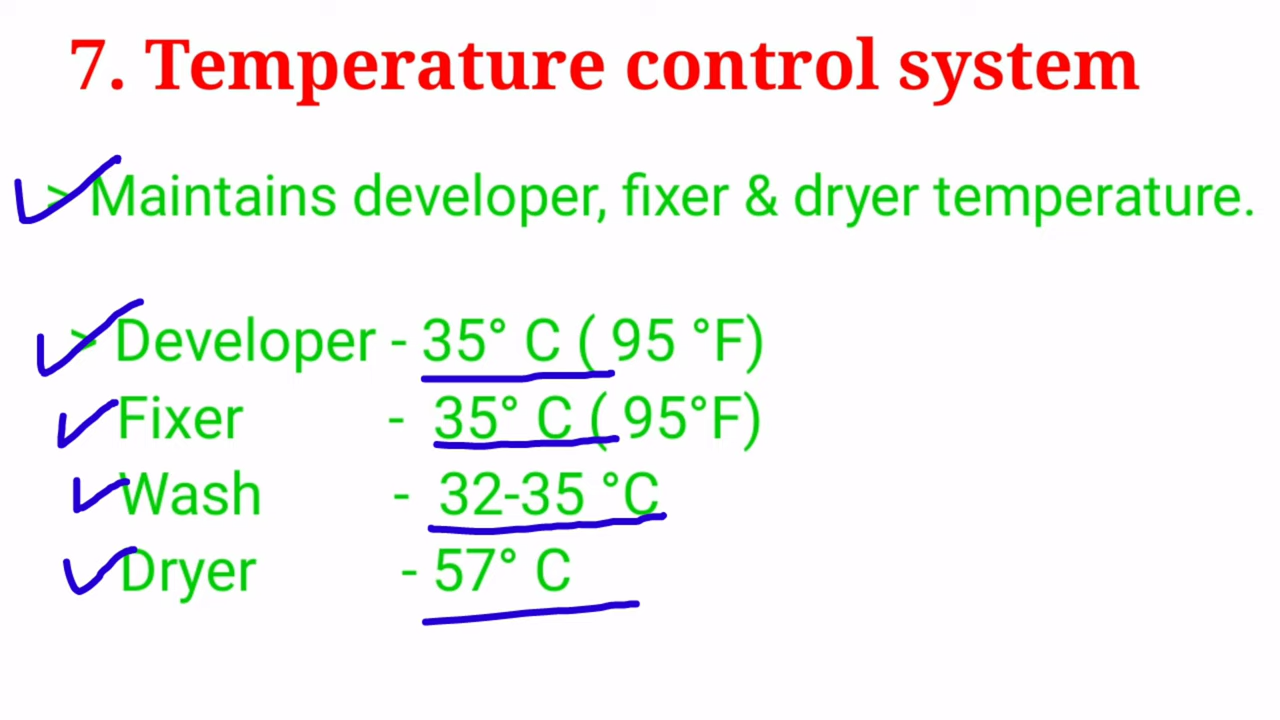 7. Temperature control system
> Maintains developer, fixer & dryer temperature.
> Developer - 35° C ( 95 °F)
Fixer - 35° C ( 95°F)
Wash - 32-35 °C
Dryer - 57° C